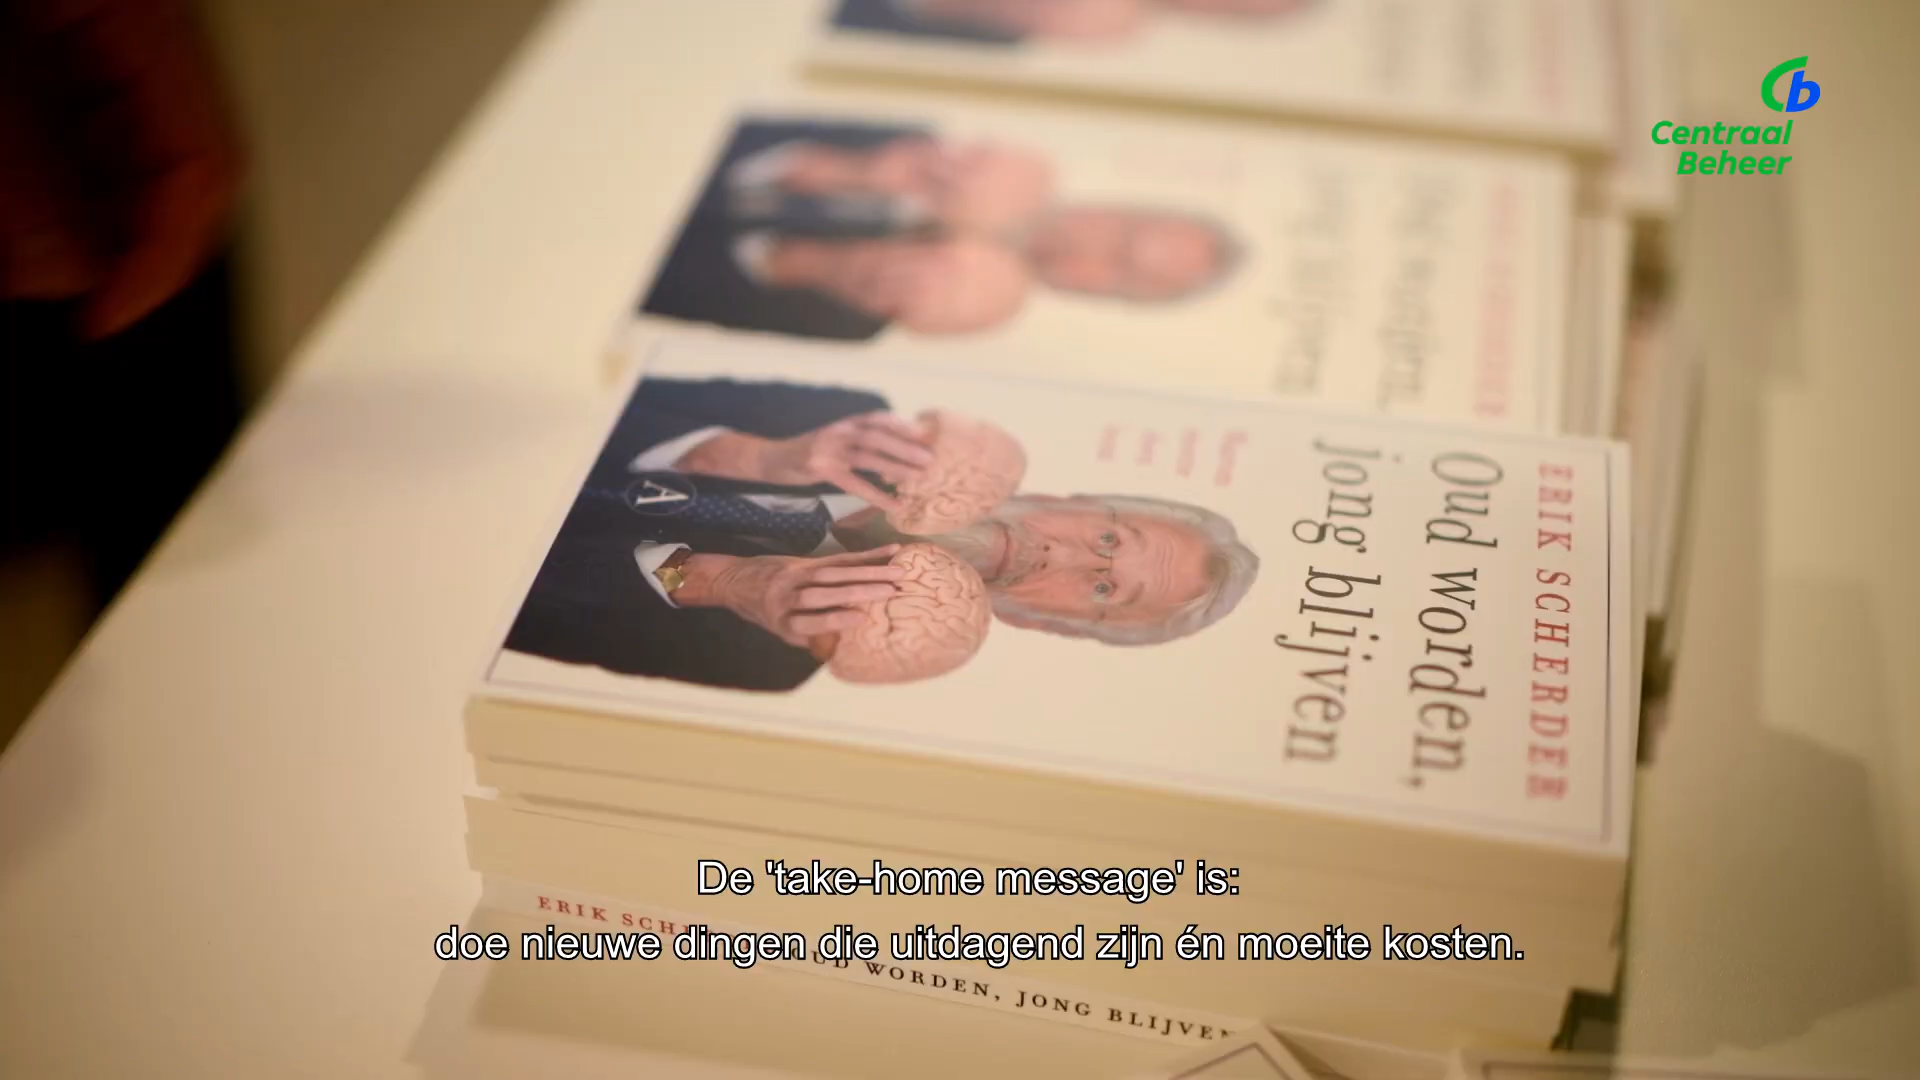 Centraal
Beheer
ERIK SCHERDER
Oud worden,
jong blijven
A
De 'take-home message' is:
doe nieuwe dingen die uitdagend zijn én moeite kosten.
ERIK SCH
OUD WORDEN, JONG BLIJVEN